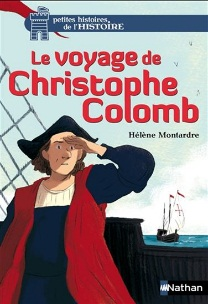 petites histoires
de l'HISTOIRE
Le voyage de
Christophe
Colomb
Hélène Montardre
Nathan